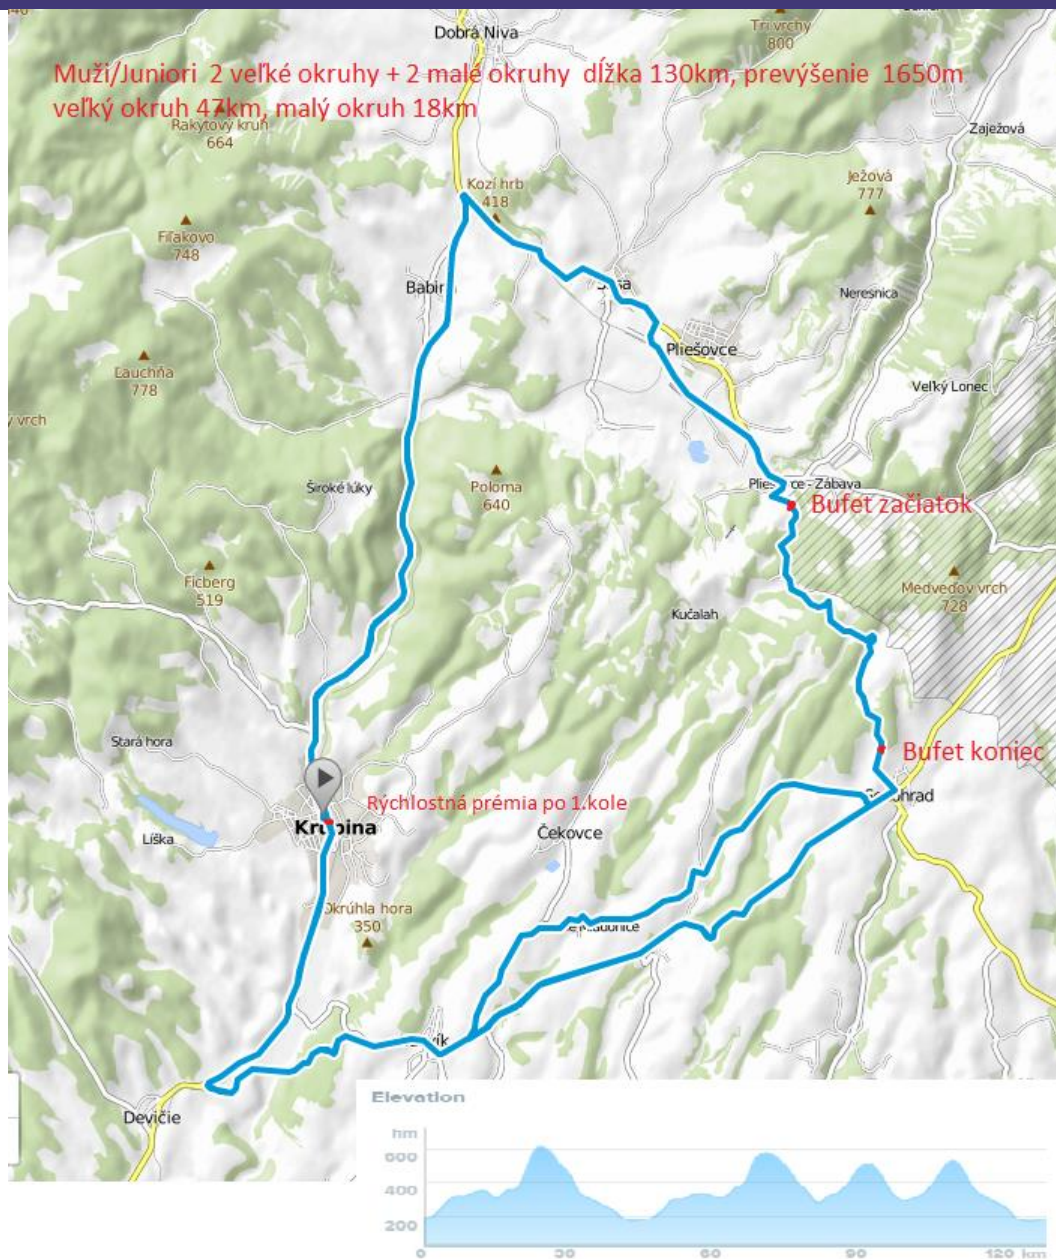 Dobrá Niva
Tri vrchy
800
Muži/Juniori 2 veľké okruhy + 2 malé okruhy dĺžka 130km, prevýšenie 1650m
veľký okruh 47km, malý okruh 18km
Rakytový kruh
664
Zaježová
Kozí hrb
418
Ježová
777
Fiľakovo
748
Neresnica
Pliešovce
Ľauchňa
778
Veľký Lonec
vrch
Široké lúky
Poloma
640
Zábava
Bufet začiatok
Ficberg
519
Medveďov vrch
728
Kučalah
Stará hora
Bufet koniec
Rýchlostná prémia po 1.kole
Krupina
Čekovce
Líška
Okrúhla hora
350
Devičie
Elevation
hm
600
400
200
0 30 60 90 120 km